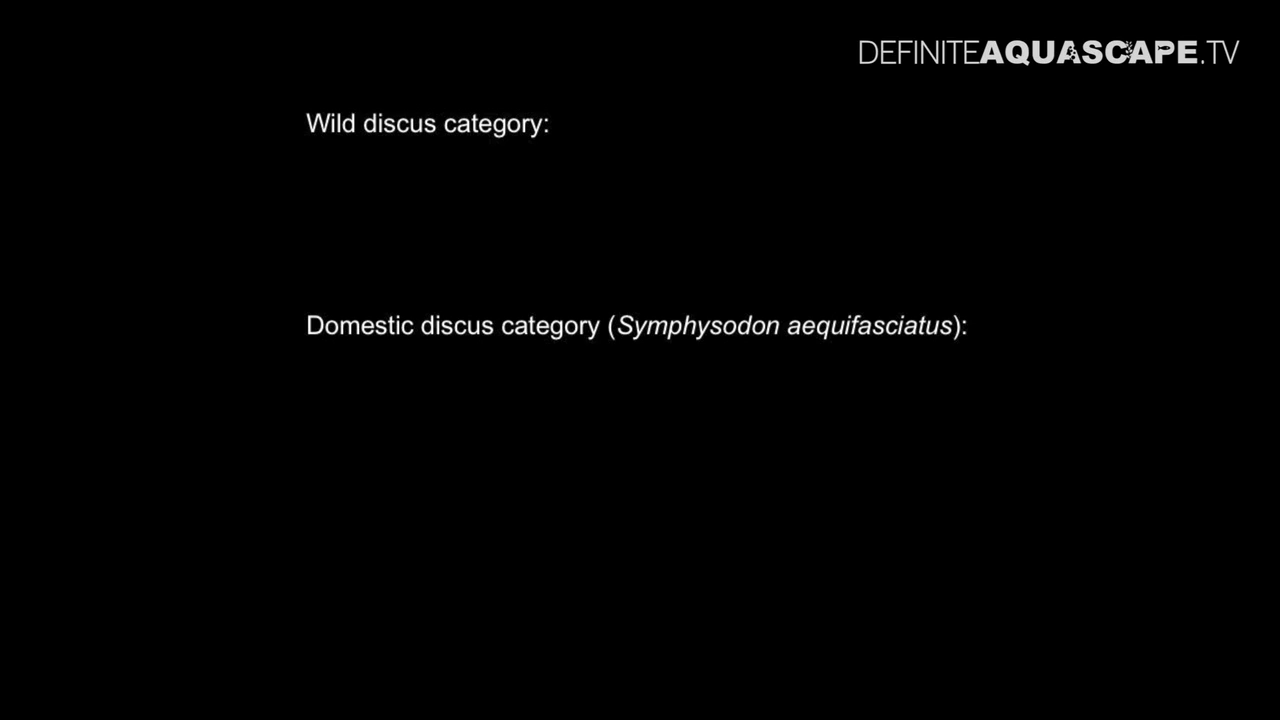 DEFINITEAQUASCAPE.TV
Wild discus category:
Domestic discus category (Symphysodon aequifasciatus):